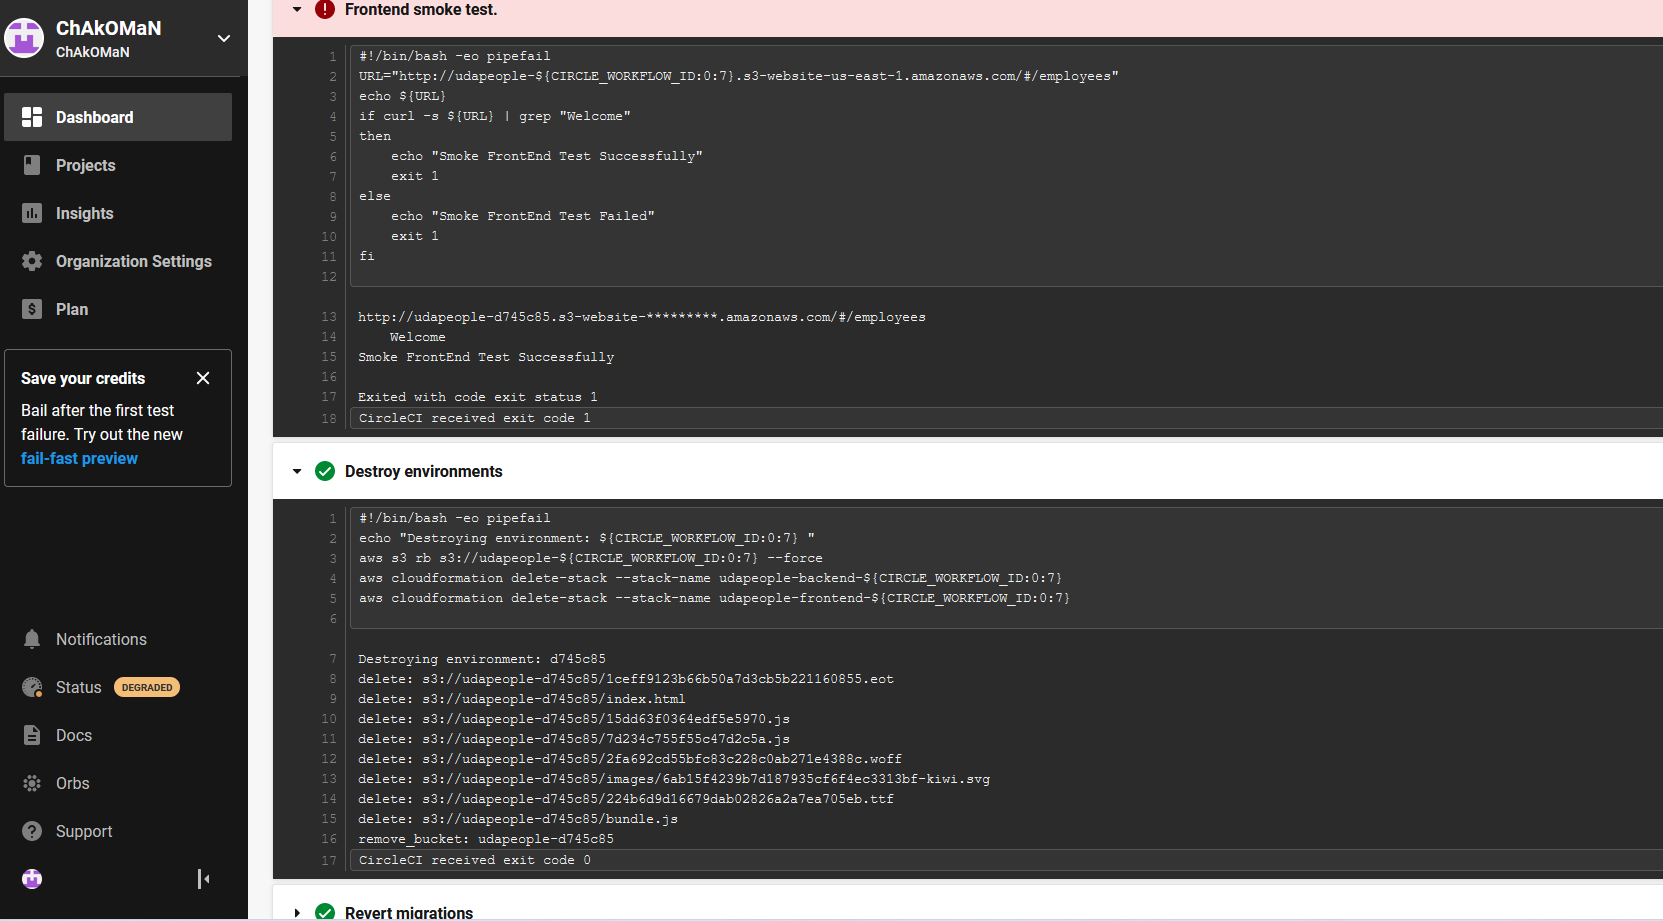 ChAkOMaN
ChAkOMaN
Dashboard
Projects
Insights
Organization Settings
Plan
Save your credits
Bail after the first test
failure. Try out the new
fail-fast preview
Notifications
Status DEGRADED
Docs
Orbs
Support
Frontend smoke test.
1 #!/bin/bash -eo pipefail
2 URL="http://udapeople-${CIRCLE_WORKFLOW_ID:0:7}.s3-website-us-east-1.amazonaws.com/#/employees"
3 echo ${URL}
4 if curl -s ${URL} | grep "Welcome"
5 then
6 echo "Smoke FrontEnd Test Successfully"
7 exit 1
8 else
9 echo "Smoke FrontEnd Test Failed"
10 exit 1
11 fi
12
13 http://udapeople-d745c85.s3-website-*********.amazonaws.com/#/employees
14 Welcome
15 Smoke FrontEnd Test Successfully
16
17 Exited with code exit status 1
18 CircleCI received exit code 1
Destroy environments
1 #!/bin/bash -eo pipefail
2 echo "Destroying environment: ${CIRCLE_WORKFLOW_ID:0:7} "
3 aws s3 rb s3://udapeople-${CIRCLE_WORKFLOW_ID:0:7} --force
4 aws cloudformation delete-stack --stack-name udapeople-backend-${CIRCLE_WORKFLOW_ID:0:7}
5 aws cloudformation delete-stack --stack-name udapeople-frontend-${CIRCLE_WORKFLOW_ID:0:7}
6
7 Destroying environment: d745c85
8 delete: s3://udapeople-d745c85/1ceff9123b66b50a7d3cb5b221160855.eot
9 delete: s3://udapeople-d745c85/index.html
10 delete: s3://udapeople-d745c85/15dd63f0364edf5e5970.js
11 delete: s3://udapeople-d745c85/7d234c755f55c47d2c5a.js
12 delete: s3://udapeople-d745c85/2fa692cd55bfc83c228c0ab271e4388c.woff
13 delete: s3://udapeople-d745c85/images/6ab15f4239b7d187935cf6f4ec3313bf-kiwi.svg
14 delete: s3://udapeople-d745c85/224b6d9d16679dab02826a2a7ea705eb.ttf
15 delete: s3://udapeople-d745c85/bundle.js
16 remove_bucket: udapeople-d745c85
17 CircleCI received exit code 0
Revert migrations